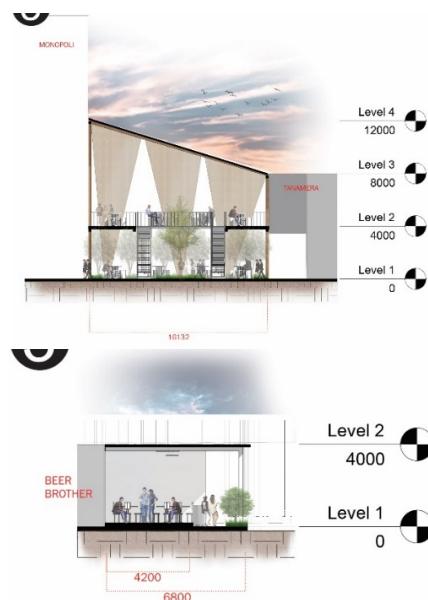 MONOPOLI
Level 4
12000
Level 3
8000
TANAMERA
Level 2
4000
Level 1
0
Level 2
4000
BEER
BROTHER
Level 1
0
4200
6800